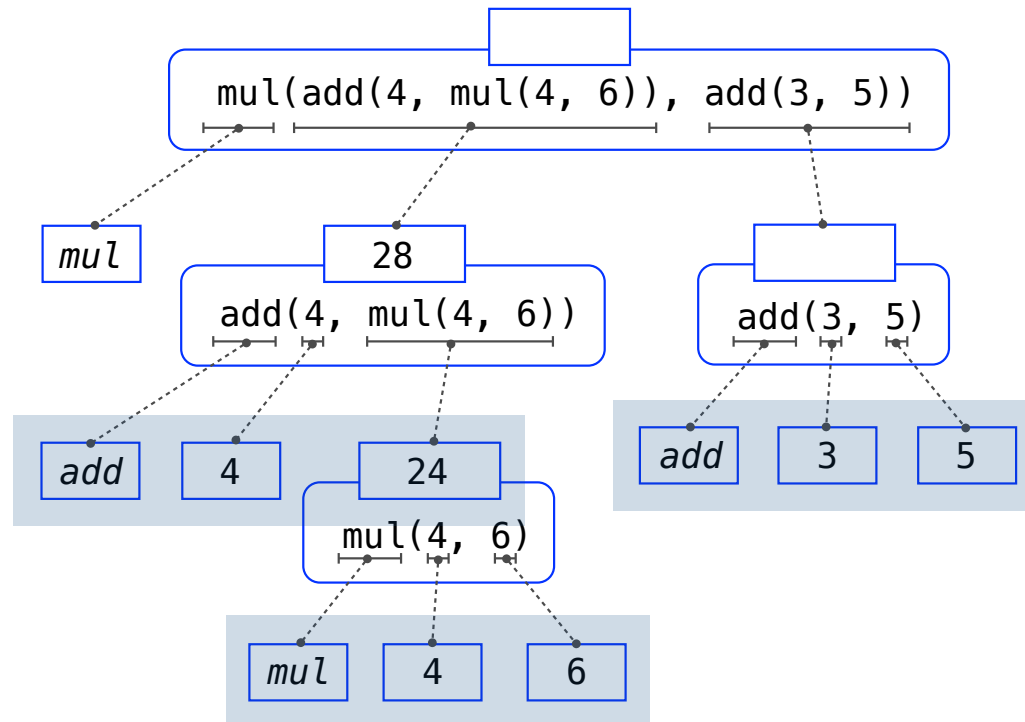 mul(add(4, mul(4, 6)), add(3, 5))
mul
28
add(4, mul(4, 6))
add(3, 5)
add
4
24
add
3
5
mul(4, 6)
mul
4
6